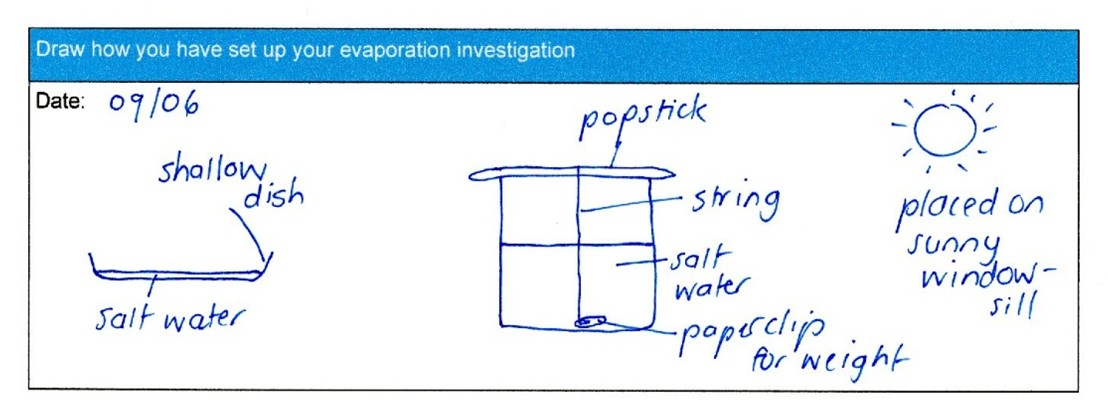 Draw how you have set up your evaporation investigation
Date: 09/06
shallow
dish
salt water
popstick
string
salt
water
paperclip
for weight
placed on
sunny
window-
sill